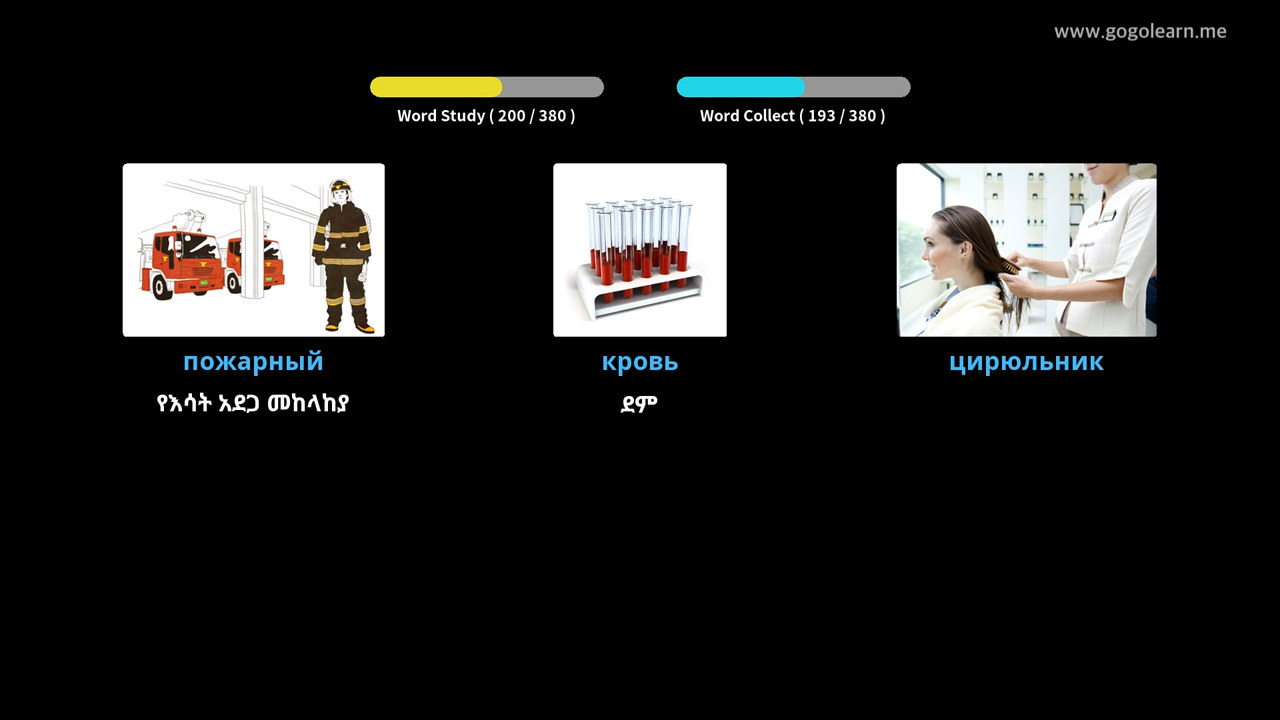 www.gogolearn.me
Word Study ( 200 / 380 )
Word Collect ( 193 / 380 )
пожарный
кровь
цирюльник
የእሳት አደጋ መከላከያ
ደም